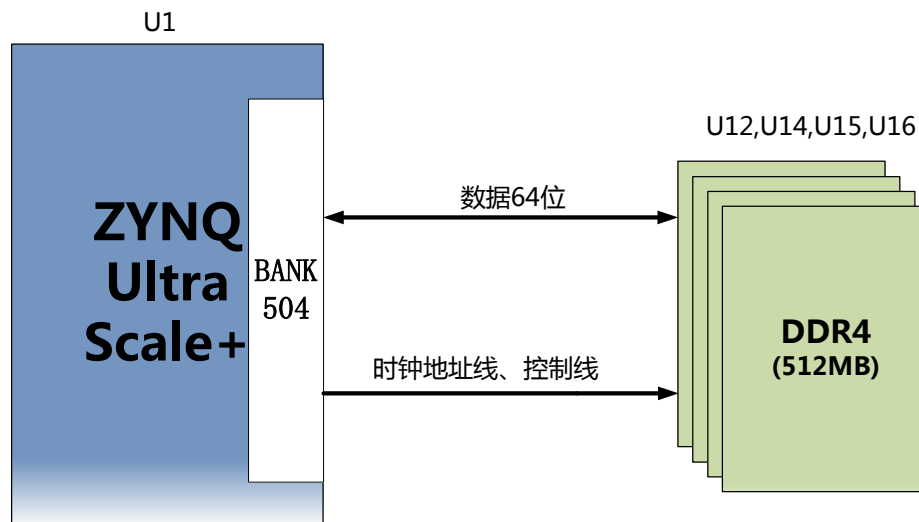 U1
U12,U14,U15,U16
数据64位
ZYNQ
Ultra
Scale+
BANK
504
DDR4
(512MB)
时钟地址线、控制线